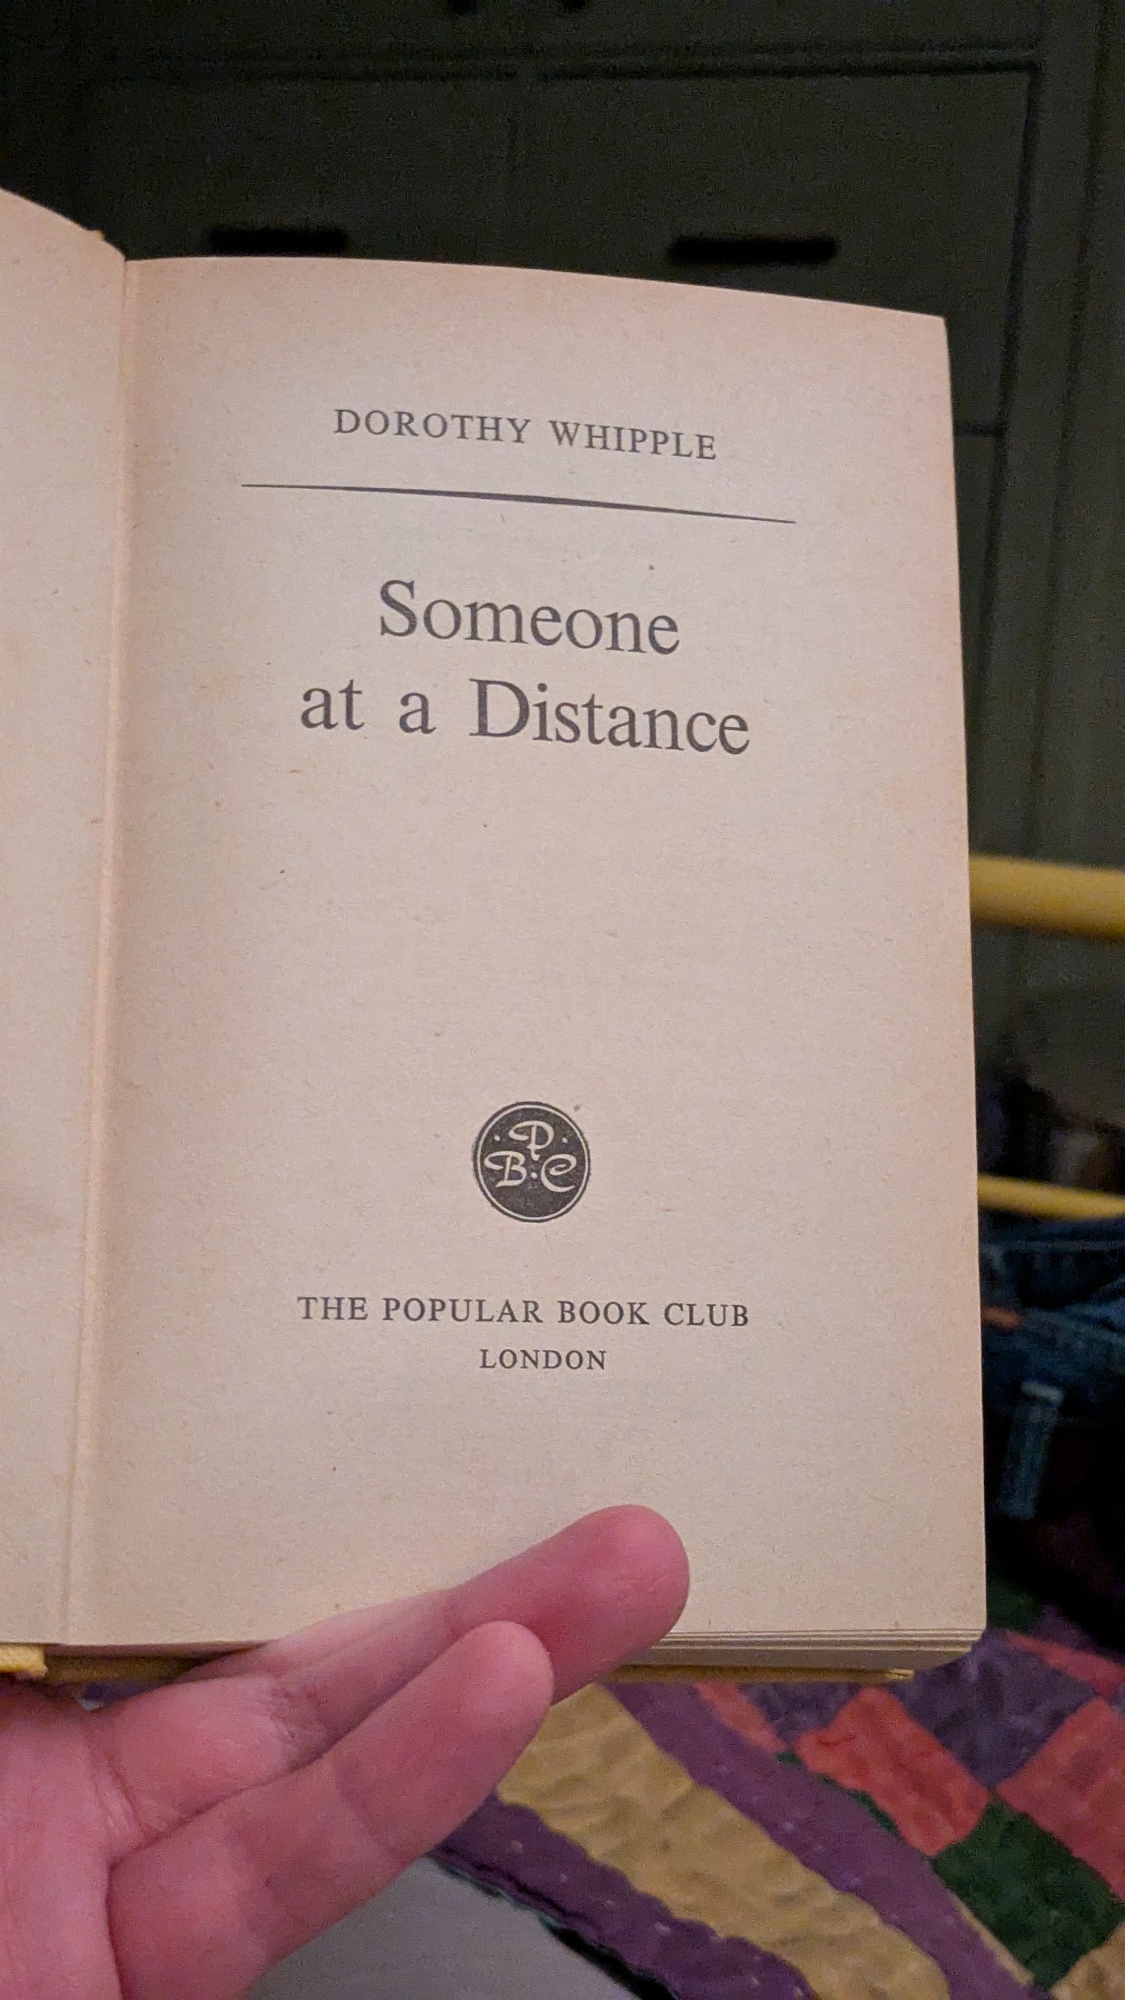 DOROTHY WHIPPLE
Someone
at a Distance
P
B·C
THE POPULAR BOOK CLUB
LONDON